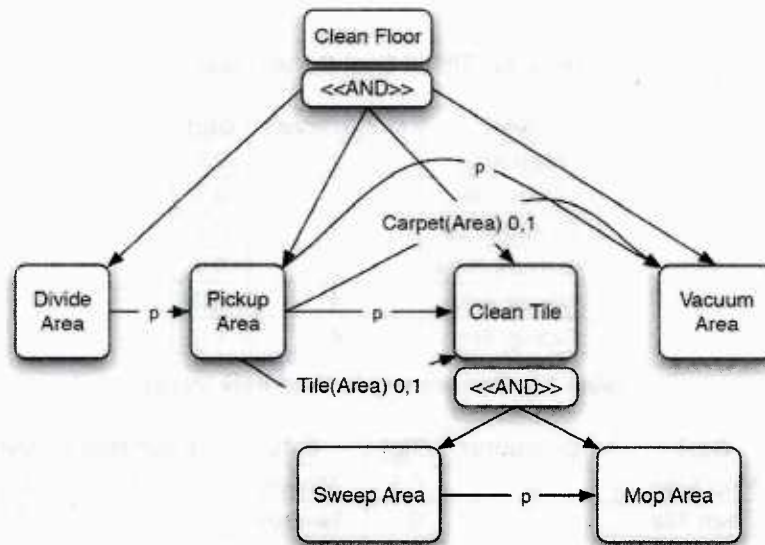 Clean Floor
<<AND>>
p
Carpet(Area) 0,1
Divide
Area
p
Pickup
Area
p
Clean Tile
Vacuum
Area
Tile(Area) 0,1
<<AND>>
Sweep Area
p
Mop Area